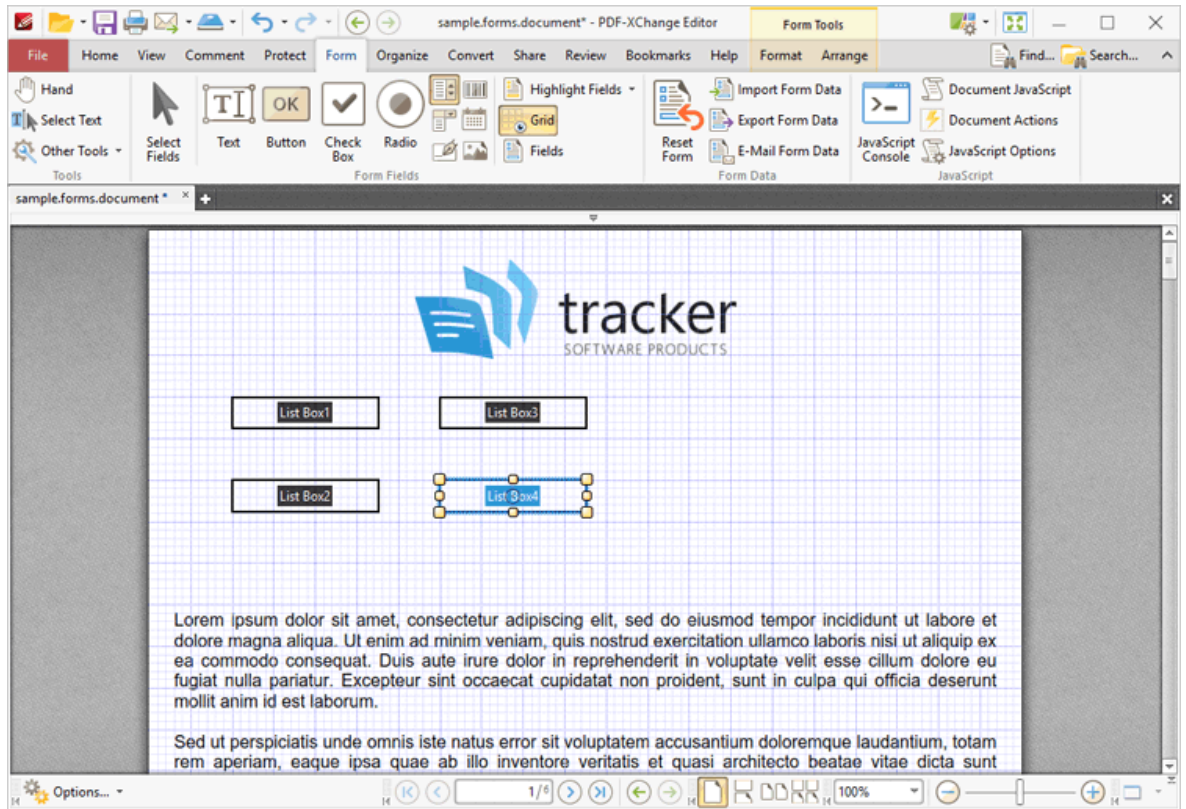 sample.forms.document* - PDF-XChange Editor
Form Tools
File Home View Comment Protect Form Organize Convert Share Review Bookmarks Help Format Arrange Find... Search...
Hand
Select Text
Other Tools
Tools
Select Fields
Text
Button
OK
Check Box
Radio
Highlight Fields
Grid
Fields
Form Fields
Reset Form
Import Form Data
Export Form Data
E-Mail Form Data
Form Data
JavaScript Console
Document JavaScript
Document Actions
JavaScript Options
JavaScript
sample.forms.document *
tracker
SOFTWARE PRODUCTS
List Box1 List Box3
List Box2 List Box4
Lorem ipsum dolor sit amet, consectetur adipiscing elit, sed do eiusmod tempor incididunt ut labore et
dolore magna aliqua. Ut enim ad minim veniam, quis nostrud exercitation ullamco laboris nisi ut aliquip ex
ea commodo consequat. Duis aute irure dolor in reprehenderit in voluptate velit esse cillum dolore eu
fugiat nulla pariatur. Excepteur sint occaecat cupidatat non proident, sunt in culpa qui officia deserunt
mollit anim id est laborum.
Sed ut perspiciatis unde omnis iste natus error sit voluptatem accusantium doloremque laudantium, totam
rem aperiam, eaque ipsa quae ab illo inventore veritatis et quasi architecto beatae vitae dicta sunt
Options... 1/6 100%